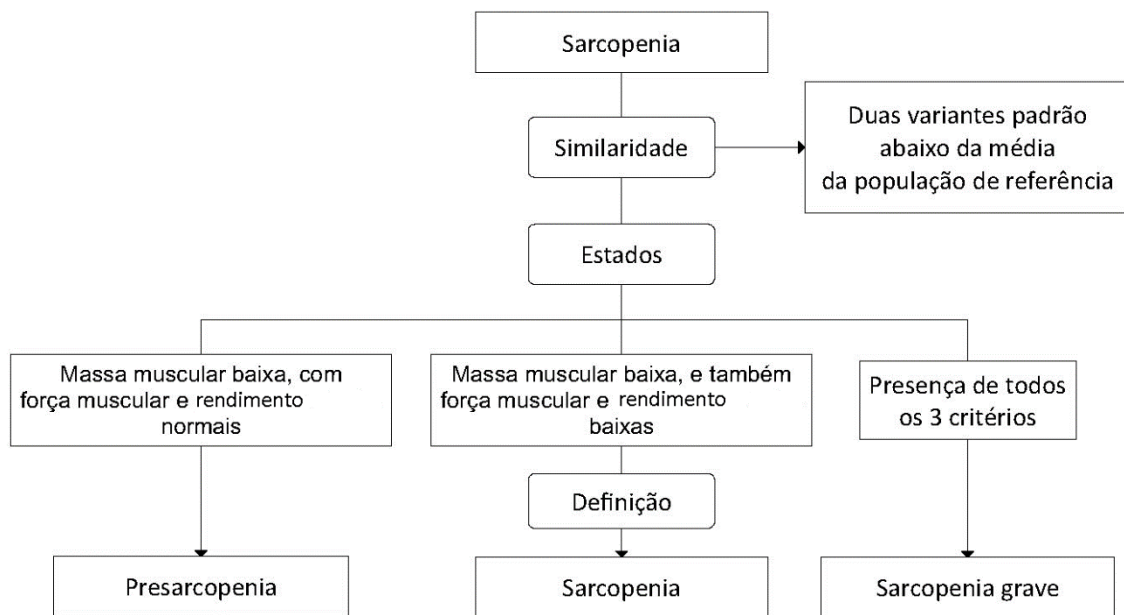 Sarcopenia
Similaridade
Duas variantes padrão
abaixo da média
da população de referência
Estados
Massa muscular baixa, com
força muscular e rendimento
normais
Massa muscular baixa, e também
força muscular e rendimento
baixas
Presença de todos
os 3 critérios
Definição
Presarcopenia
Sarcopenia
Sarcopenia grave